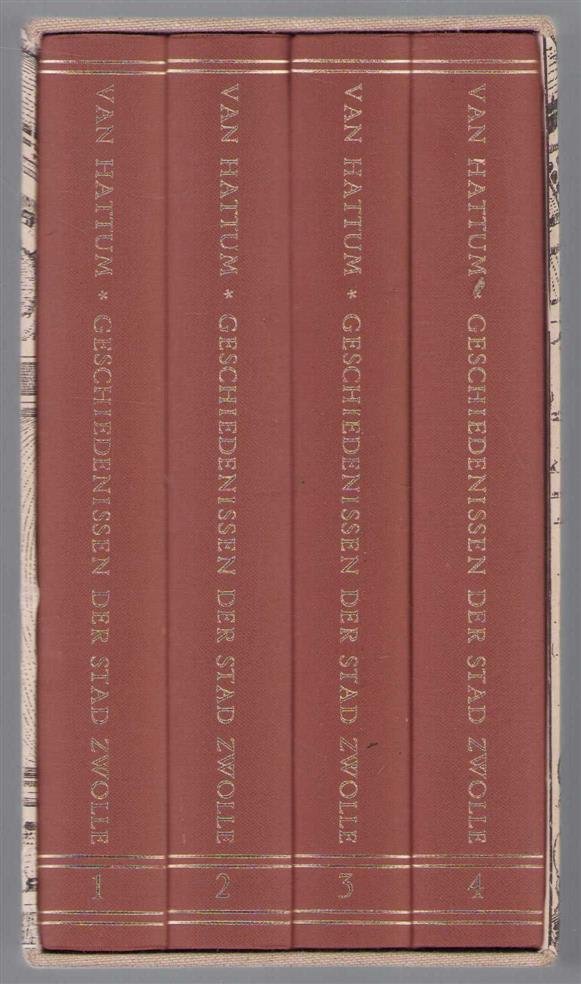 VAN HATTUM * GESCHIEDENISSEN DER STAD ZWOLLE
1
VAN HATTUM * GESCHIEDENISSEN DER STAD ZWOLLE
2
VAN HATTUM * GESCHIEDENISSEN DER STAD ZWOLLE
3
VAN HATTUM * GESCHIEDENISSEN DER STAD ZWOLLE
4